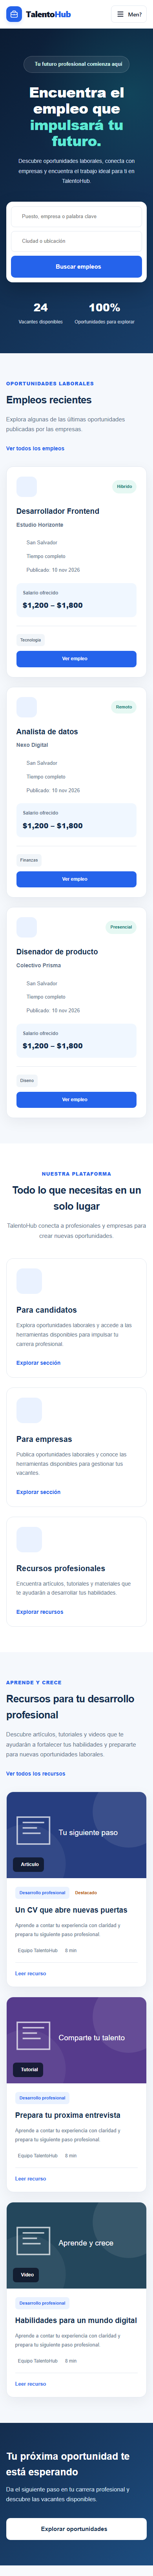 TalentoHub
Men?
Tu futuro profesional comienza aquí
Encuentra el
empleo que
impulsará tu
futuro.
Descubre oportunidades laborales, conecta con
empresas y encuentra el trabajo ideal para ti en
TalentoHub.
Puesto, empresa o palabra clave
Ciudad o ubicación
Buscar empleos
24
Vacantes disponibles
100%
Oportunidades para explorar
OPORTUNIDADES LABORALES
Empleos recientes
Explora algunas de las últimas oportunidades
publicadas por las empresas.
Ver todos los empleos
Híbrido
Desarrollador Frontend
Estudio Horizonte
San Salvador
Tiempo completo
Publicado: 10 nov 2026
Salario ofrecido
$1,200 – $1,800
Tecnologia
Ver empleo
Remoto
Analista de datos
Nexo Digital
San Salvador
Tiempo completo
Publicado: 10 nov 2026
Salario ofrecido
$1,200 – $1,800
Finanzas
Ver empleo
Presencial
Disenador de producto
Colectivo Prisma
San Salvador
Tiempo completo
Publicado: 10 nov 2026
Salario ofrecido
$1,200 – $1,800
Diseno
Ver empleo
NUESTRA PLATAFORMA
Todo lo que necesitas en un
solo lugar
TalentoHub conecta a profesionales y empresas para
crear nuevas oportunidades.
Para candidatos
Explora oportunidades laborales y accede a las
herramientas disponibles para impulsar tu
carrera profesional.
Explorar sección
Para empresas
Publica oportunidades laborales y conoce las
herramientas disponibles para gestionar tus
vacantes.
Explorar sección
Recursos profesionales
Encuentra artículos, tutoriales y materiales que
te ayudarán a desarrollar tus habilidades.
Explorar recursos
APRENDE Y CRECE
Recursos para tu desarrollo
profesional
Descubre artículos, tutoriales y videos que te
ayudarán a fortalecer tus habilidades y prepararte
para nuevas oportunidades laborales.
Ver todos los recursos
Tu siguiente paso
Artículo
Desarrollo profesional
Destacado
Un CV que abre nuevas puertas
Aprende a contar tu experiencia con claridad y
prepara tu siguiente paso profesional.
Equipo TalentoHub
8 min
Leer recurso
Comparte tu talento
Tutorial
Desarrollo profesional
Prepara tu proxima entrevista
Aprende a contar tu experiencia con claridad y
prepara tu siguiente paso profesional.
Equipo TalentoHub
8 min
Leer recurso
Aprende y crece
Video
Desarrollo profesional
Habilidades para un mundo digital
Aprende a contar tu experiencia con claridad y
prepara tu siguiente paso profesional.
Equipo TalentoHub
8 min
Leer recurso
Tu próxima oportunidad te
está esperando
Da el siguiente paso en tu carrera profesional y
descubre las vacantes disponibles.
Explorar oportunidades